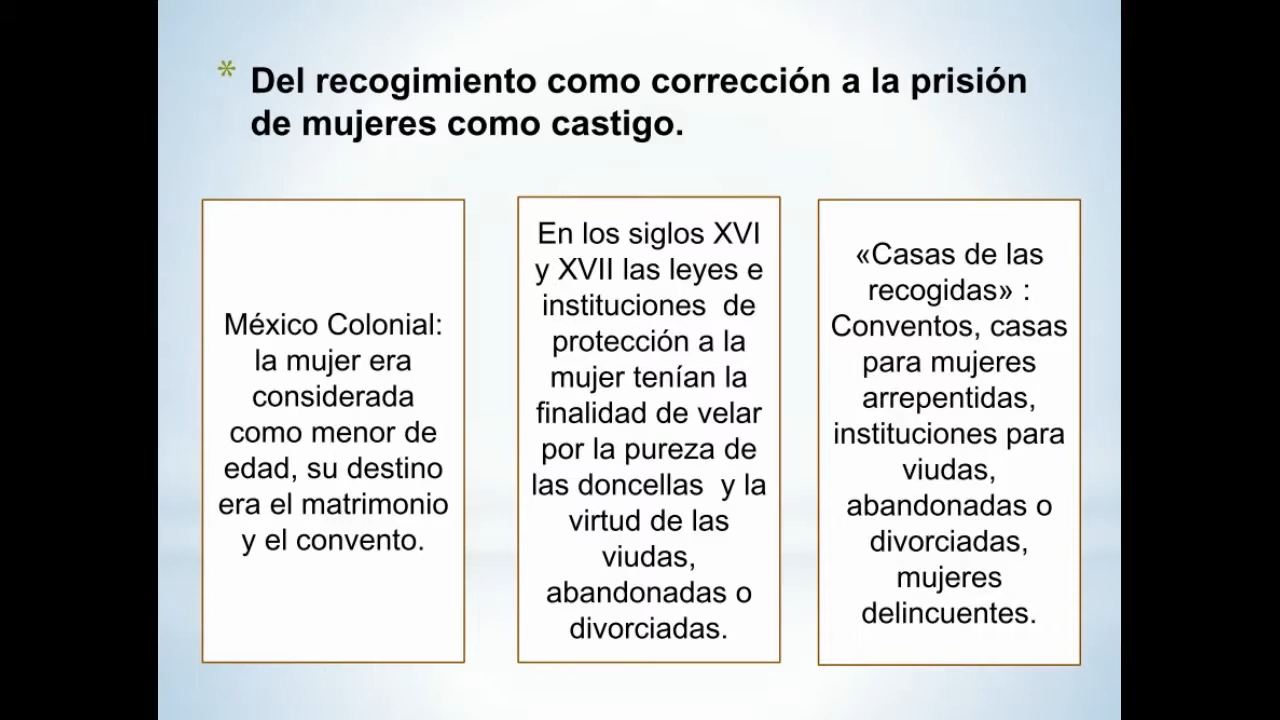 * Del recogimiento como corrección a la prisión
de mujeres como castigo.
México Colonial:
la mujer era
considerada
como menor de
edad, su destino
era el matrimonio
y el convento.
En los siglos XVI
y XVII las leyes e
instituciones de
protección a la
mujer tenían la
finalidad de velar
por la pureza de
las doncellas y la
virtud de las
viudas,
abandonadas o
divorciadas.
«Casas de las
recogidas» :
Conventos, casas
para mujeres
arrepentidas,
instituciones para
viudas,
abandonadas o
divorciadas,
mujeres
delincuentes.